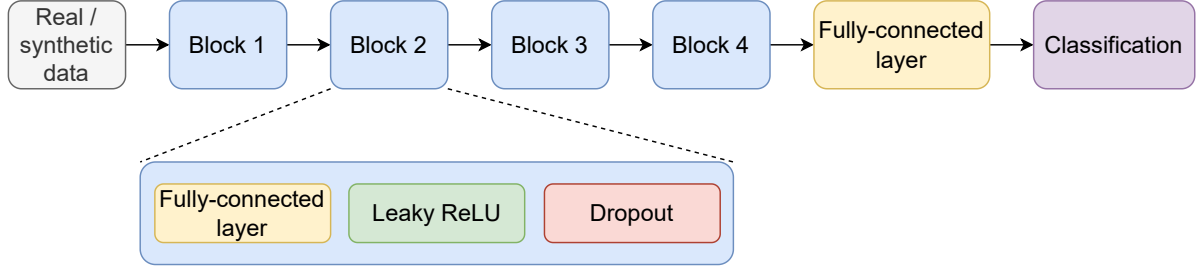 Real /
synthetic
data
Block 1
Block 2
Block 3
Block 4
Fully-connected
layer
Classification
Fully-connected
layer
Leaky ReLU
Dropout